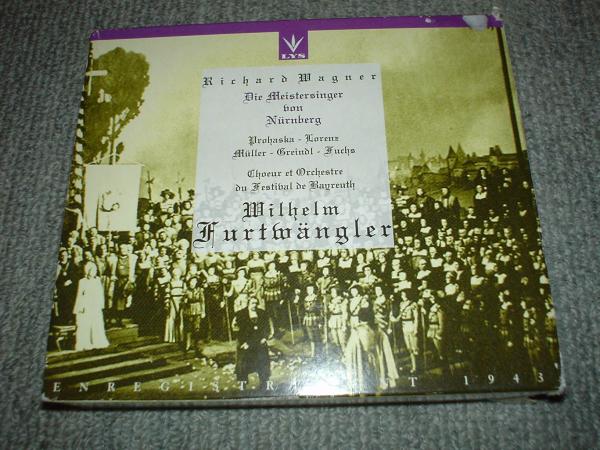 LYS
Richard Wagner
Die Meistersinger
von
Nürnberg
Prohaska - Lorenz
Müller - Greindl - Fuchs
Choeur et Orchestre
du Festival de Bayreuth
Wilhelm
Furtwängler
ENREGISTREMENT 1943